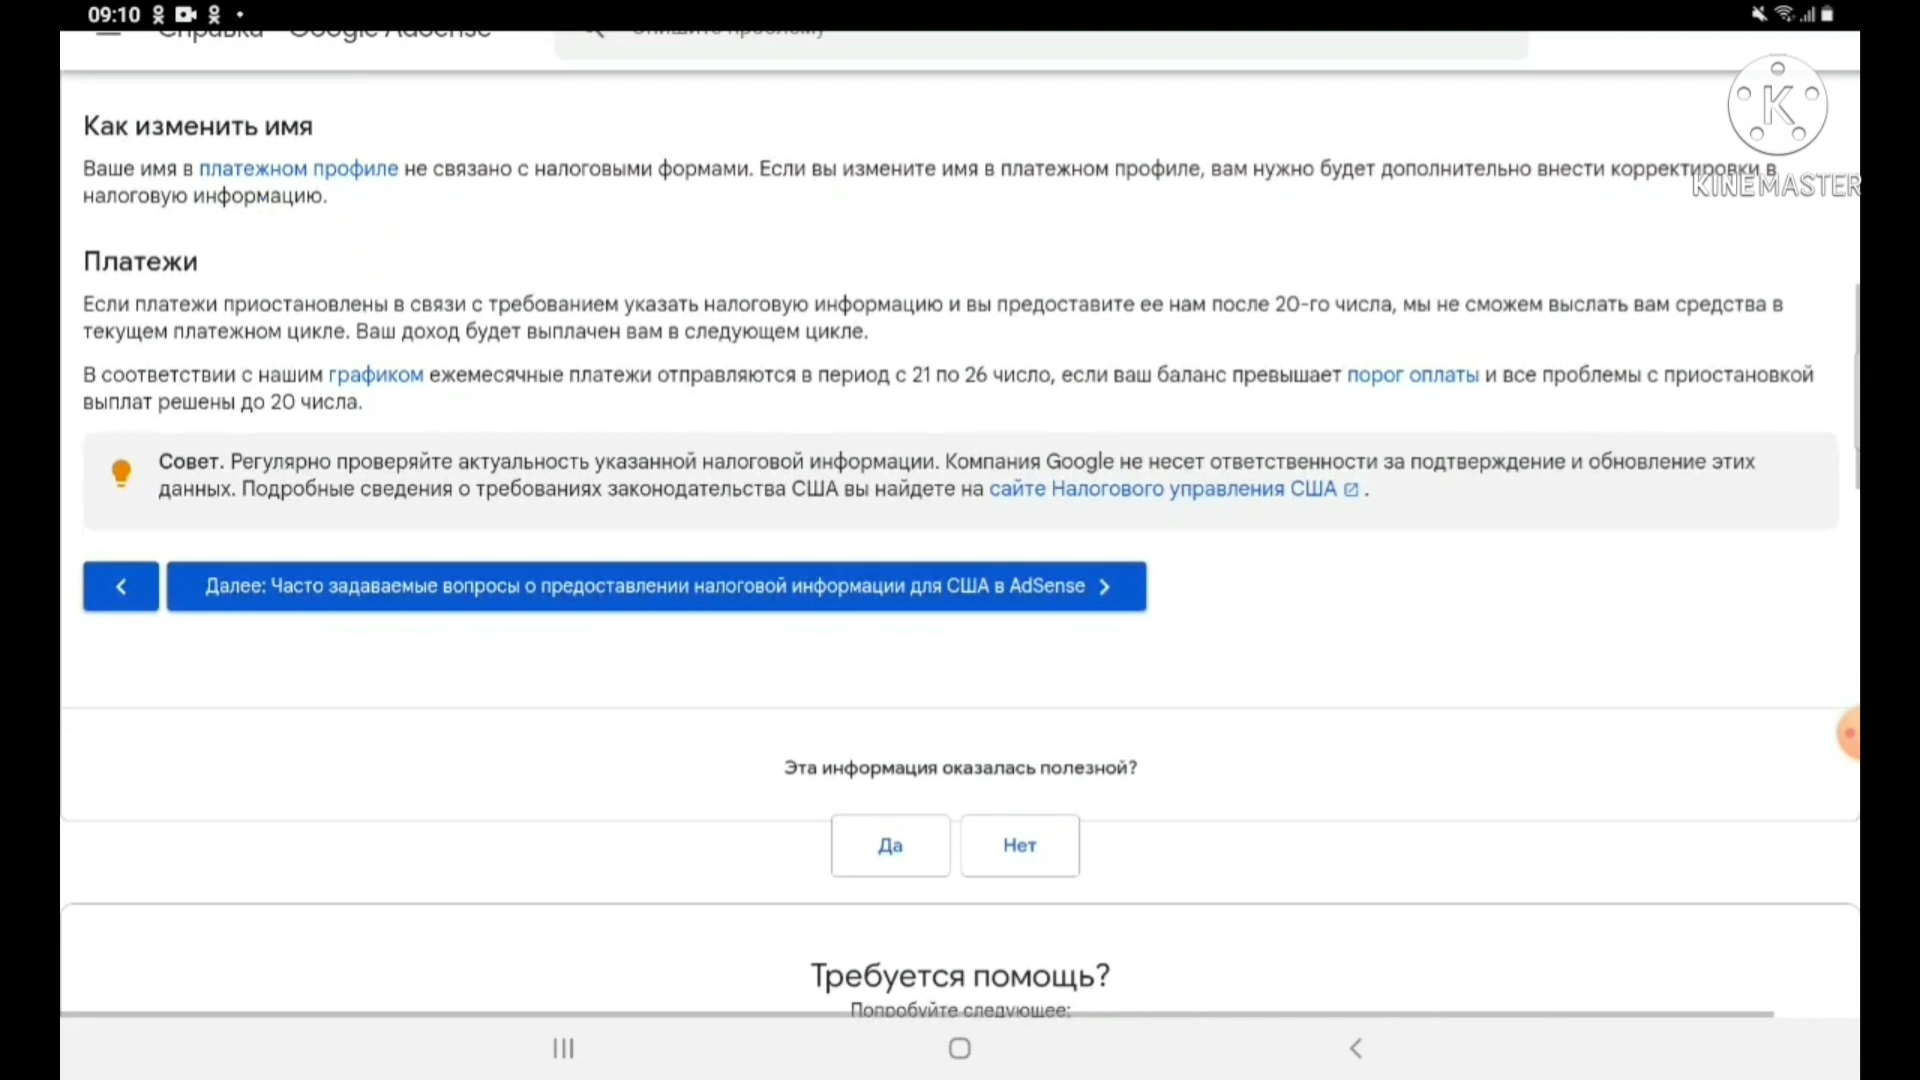 09:10
Справка - Google AdSense
Опишите проблему
K
KINEMASTER
Как изменить имя
Ваше имя в платежном профиле не связано с налоговыми формами. Если вы измените имя в платежном профиле, вам нужно будет дополнительно внести корректировки в
налоговую информацию.
Платежи
Если платежи приостановлены в связи с требованием указать налоговую информацию и вы предоставите ее нам после 20-го числа, мы не сможем выслать вам средства в
текущем платежном цикле. Ваш доход будет выплачен вам в следующем цикле.
В соответствии с нашим графиком ежемесячные платежи отправляются в период с 21 по 26 число, если ваш баланс превышает порог оплаты и все проблемы с приостановкой
выплат решены до 20 числа.
Совет. Регулярно проверяйте актуальность указанной налоговой информации. Компания Google не несет ответственности за подтверждение и обновление этих
данных. Подробные сведения о требованиях законодательства США вы найдете на сайте Налогового управления США .
Далее: Часто задаваемые вопросы о предоставлении налоговой информации для США в AdSense
Эта информация оказалась полезной?
Да
Нет
Требуется помощь?
Попробуйте следующее: